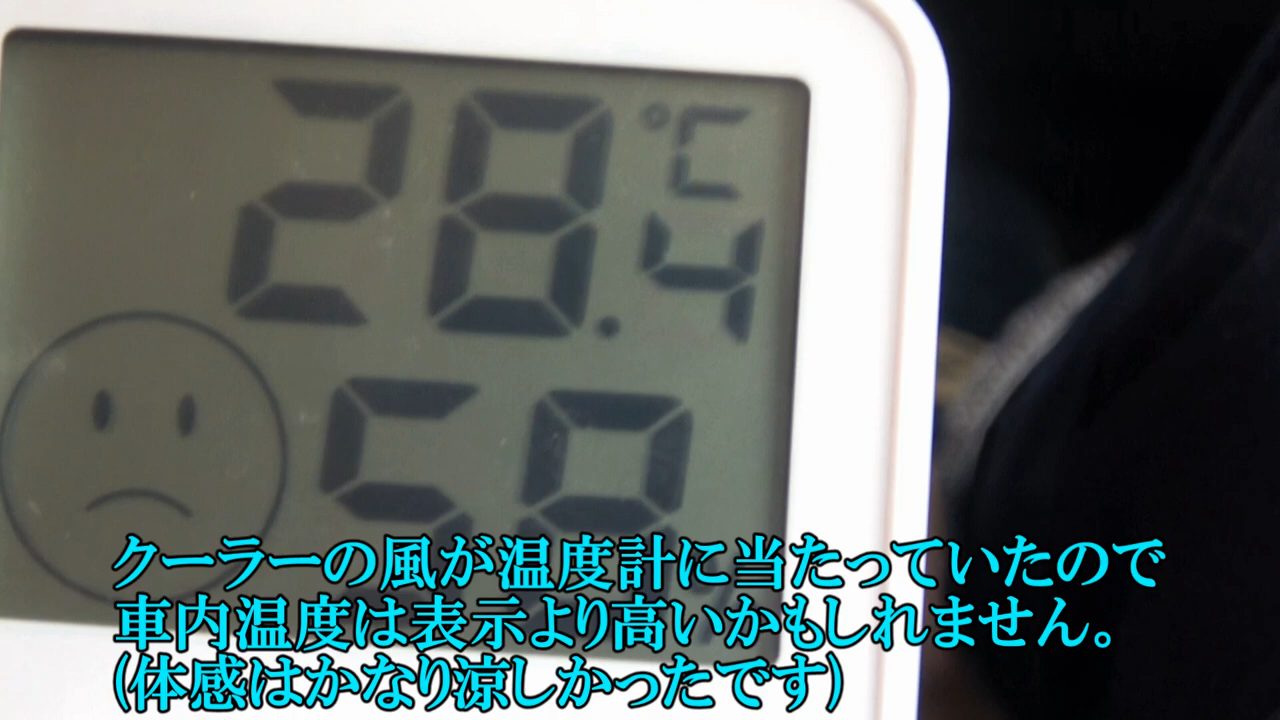 28.4℃
クーラーの風が温度計に当たっていたので
車内温度は表示より高いかもしれません。
(体感はかなり涼しかったです)